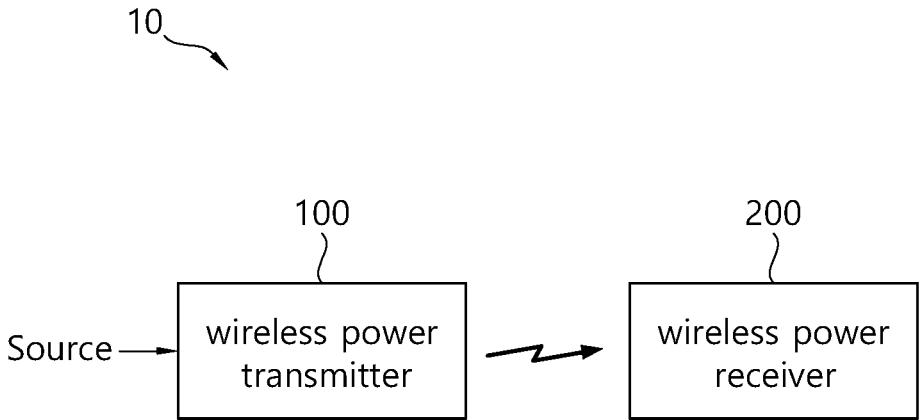 10
100
200
Source
wireless power
transmitter
wireless power
receiver